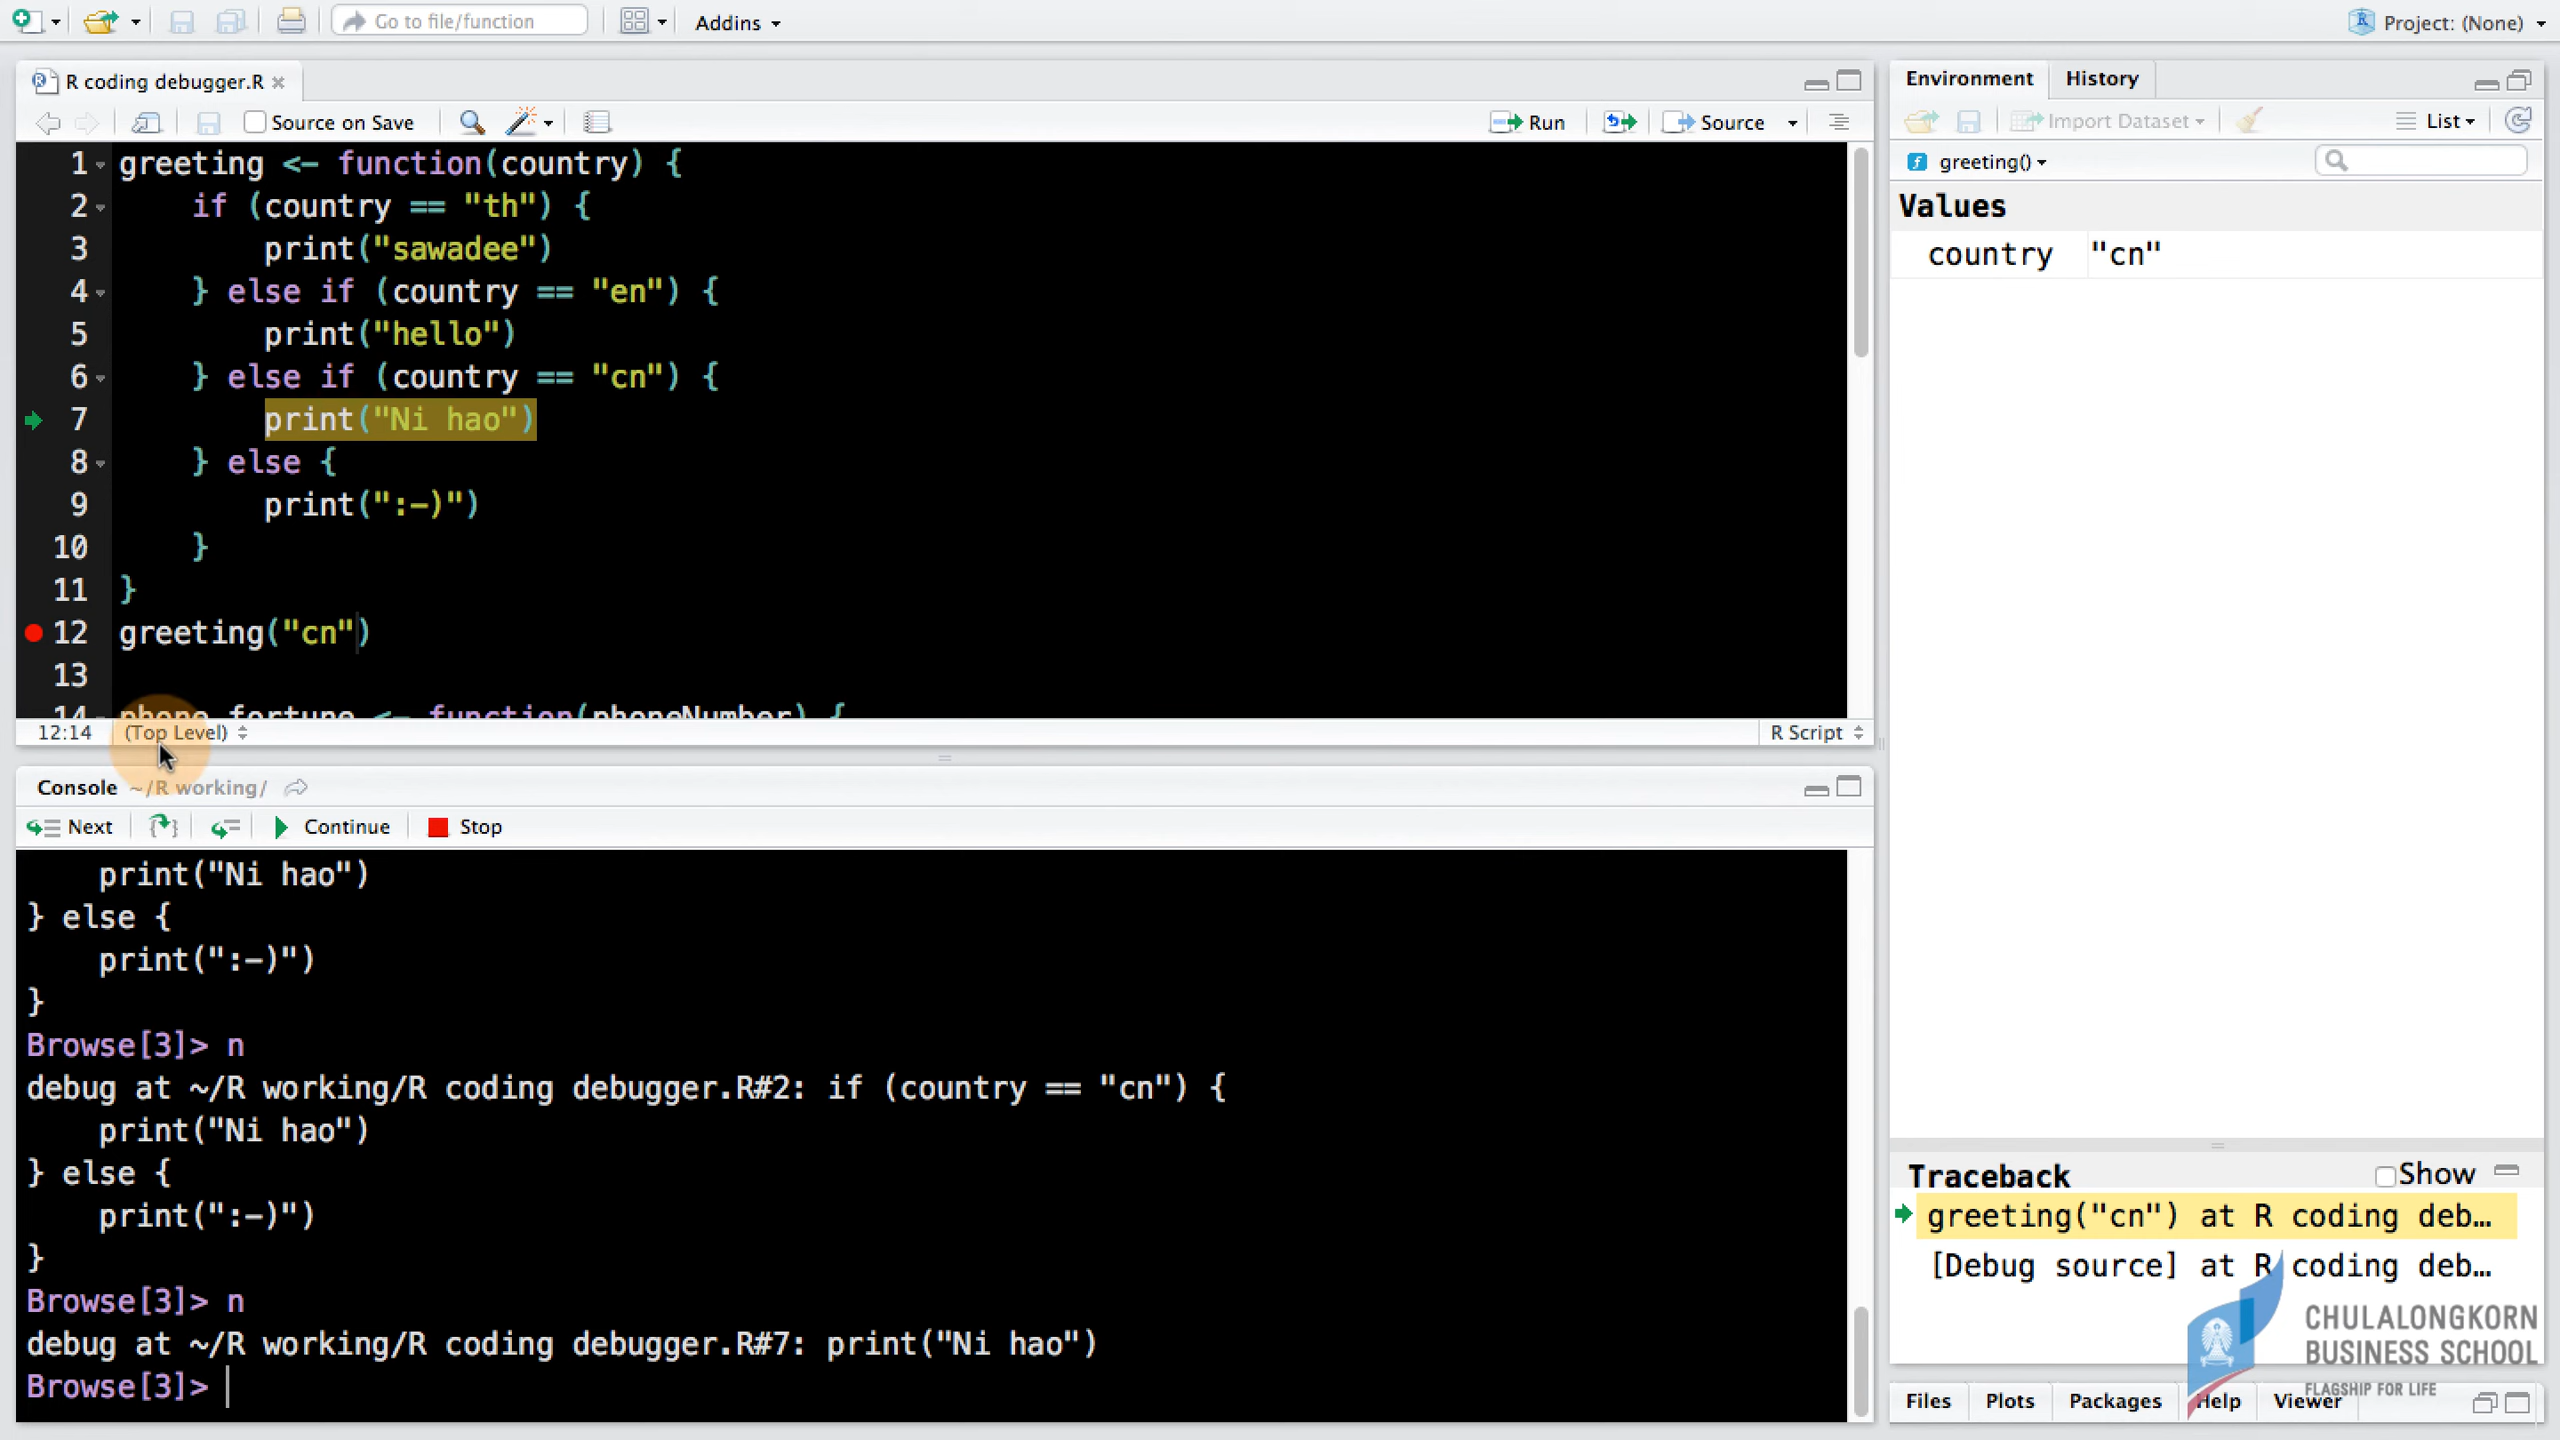 Go to file/function
Addins
Project: (None)
R coding debugger.R
Source on Save
Run
Source
1 greeting <- function(country) {
2     if (country == "th") {
3         print("sawadee")
4     } else if (country == "en") {
5         print("hello")
6     } else if (country == "cn") {
7         print("Ni hao")
8     } else {
9         print(":-)")
10     }
11 }
12 greeting("cn")
13
14 phone_fortune <- function(phoneNumber) {
12:14 (Top Level)
R Script
Console ~/R working/
Next
Continue
Stop
    print("Ni hao")
} else {
    print(":-)")
}
Browse[3]> n
debug at ~/R working/R coding debugger.R#2: if (country == "cn") {
    print("Ni hao")
} else {
    print(":-)")
}
Browse[3]> n
debug at ~/R working/R coding debugger.R#7: print("Ni hao")
Browse[3]>
Environment
History
Import Dataset
List
greeting()
Values
country "cn"
Traceback
Show
greeting("cn") at R coding deb…
[Debug source] at R coding deb…
CHULALONGKORN
BUSINESS SCHOOL
FLAGSHIP FOR LIFE
Files
Plots
Packages
Help
Viewer